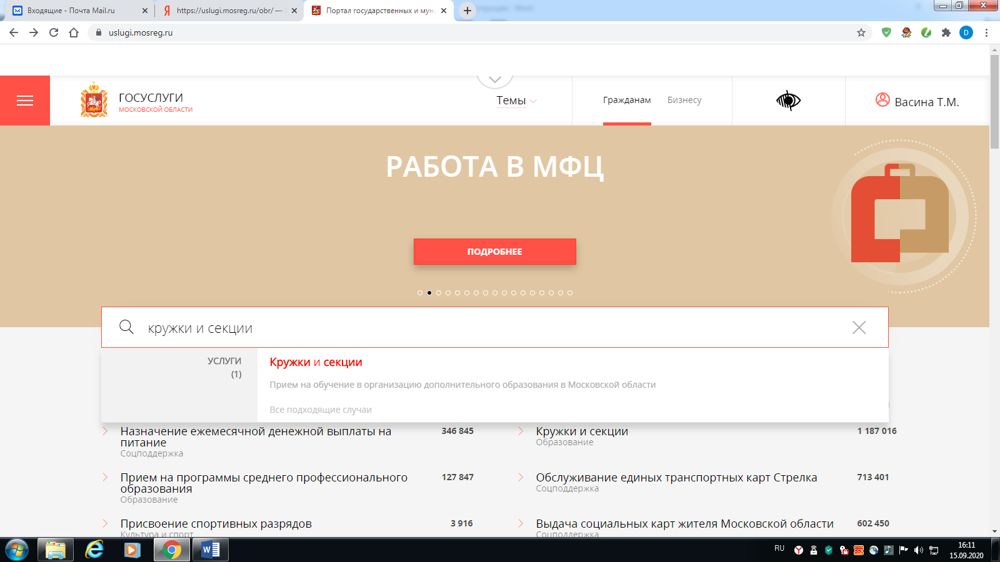 Входящие - Почта Mail.ru
https://uslugi.mosreg.ru/obr/ —
Портал государственных и мун
uslugi.mosreg.ru
D
ГОСУСЛУГИ
МОСКОВСКОЙ ОБЛАСТИ
Темы
Гражданам
Бизнесу
Васина Т.М.
РАБОТА В МФЦ
ПОДРОБНЕЕ
кружки и секции
УСЛУГИ
(1)
Кружки и секции
Прием на обучение в организацию дополнительного образования в Московской области
Все подходящие случаи
Назначение ежемесячной денежной выплаты на
питание
Соцподдержка
346 845
Кружки и секции
Образование
1 187 016
Прием на программы среднего профессионального
образования
Образование
127 847
Обслуживание единых транспортных карт Стрелка
Соцподдержка
713 401
Присвоение спортивных разрядов
Культура и спорт
3 916
Выдача социальных карт жителя Московской области
Соцподдержка
602 450
RU
16:11
15.09.2020